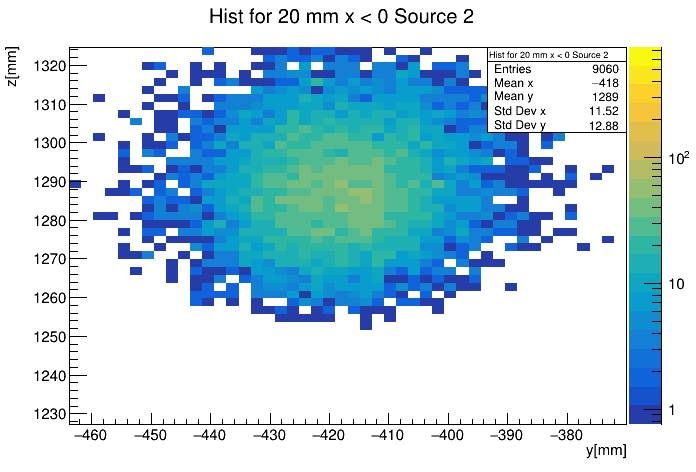 Hist for 20 mm x < 0 Source 2
z[mm]
Hist for 20 mm x < 0 Source 2
Entries 9060
Mean x −418
Mean y 1289
Std Dev x 11.52
Std Dev y 12.88
1320
1310
1300
1290
1280
1270
1260
1250
1240
1230
−460 −450 −440 −430 −420 −410 −400 −390 −380
y[mm]
10²
10
1